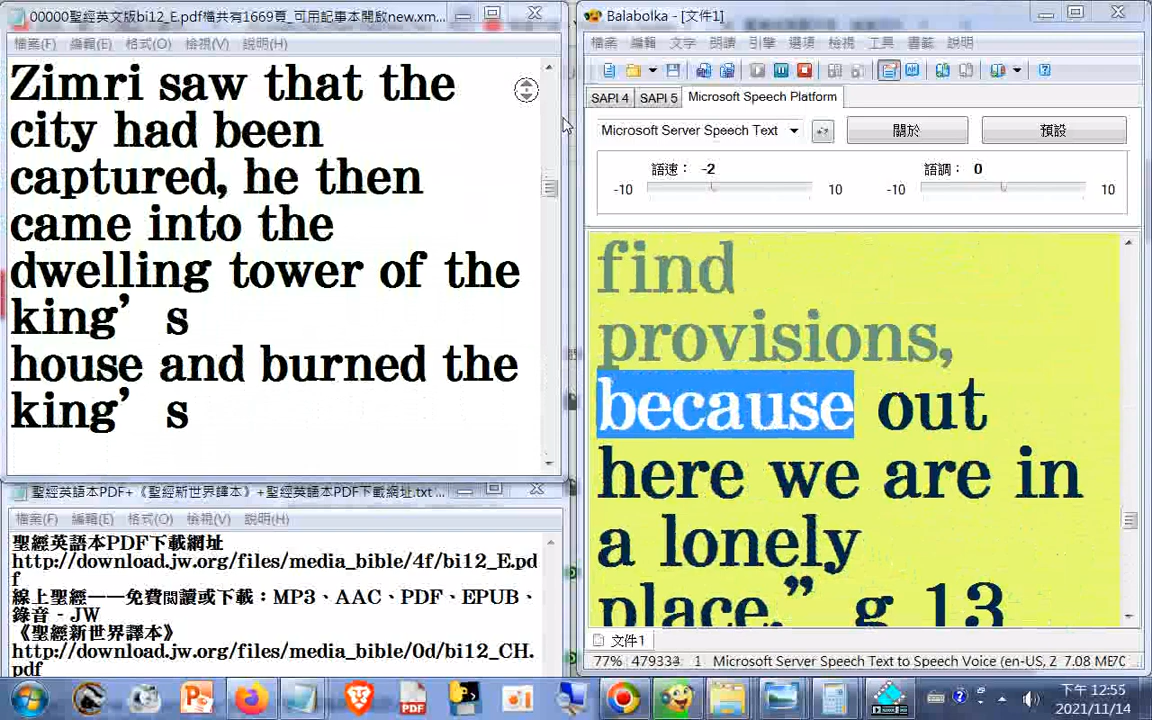 00000聖經英文版bi12_E.pdf檔共有1669頁_可用記事本開啟new.xm...
檔案(F) 編輯(E) 格式(O) 檢視(V) 說明(H)
Zimri saw that the
city had been
captured, he then
came into the
dwelling tower of the
king’s
house and burned the
king’s
聖經英語本PDF+《聖經新世界譯本》+聖經英語本PDF下載網址.txt ...
檔案(F) 編輯(E) 格式(O) 檢視(V) 說明(H)
聖經英語本PDF下載網址
http://download.jw.org/files/media_bible/4f/bi12_E.pd
f
線上聖經——免費閱讀或下載：MP3、AAC、PDF、EPUB、
錄音 - JW
《聖經新世界譯本》
http://download.jw.org/files/media_bible/0d/bi12_CH.
pdf
Balabolka - [文件1]
檔案 編輯 文字 朗讀 引擎 選項 檢視 工具 書籤 說明
SAPI 4 SAPI 5 Microsoft Speech Platform
Microsoft Server Speech Text 關於 預設
語速： -2 語調： 0
-10 10 -10 10
find
provisions,
because out
here we are in
a lonely
place.” g 13
文件1
77% 479334 1 Microsoft Server Speech Text to Speech Voice (en-US, Z 7.08 ME
下午 12:55
2021/11/14